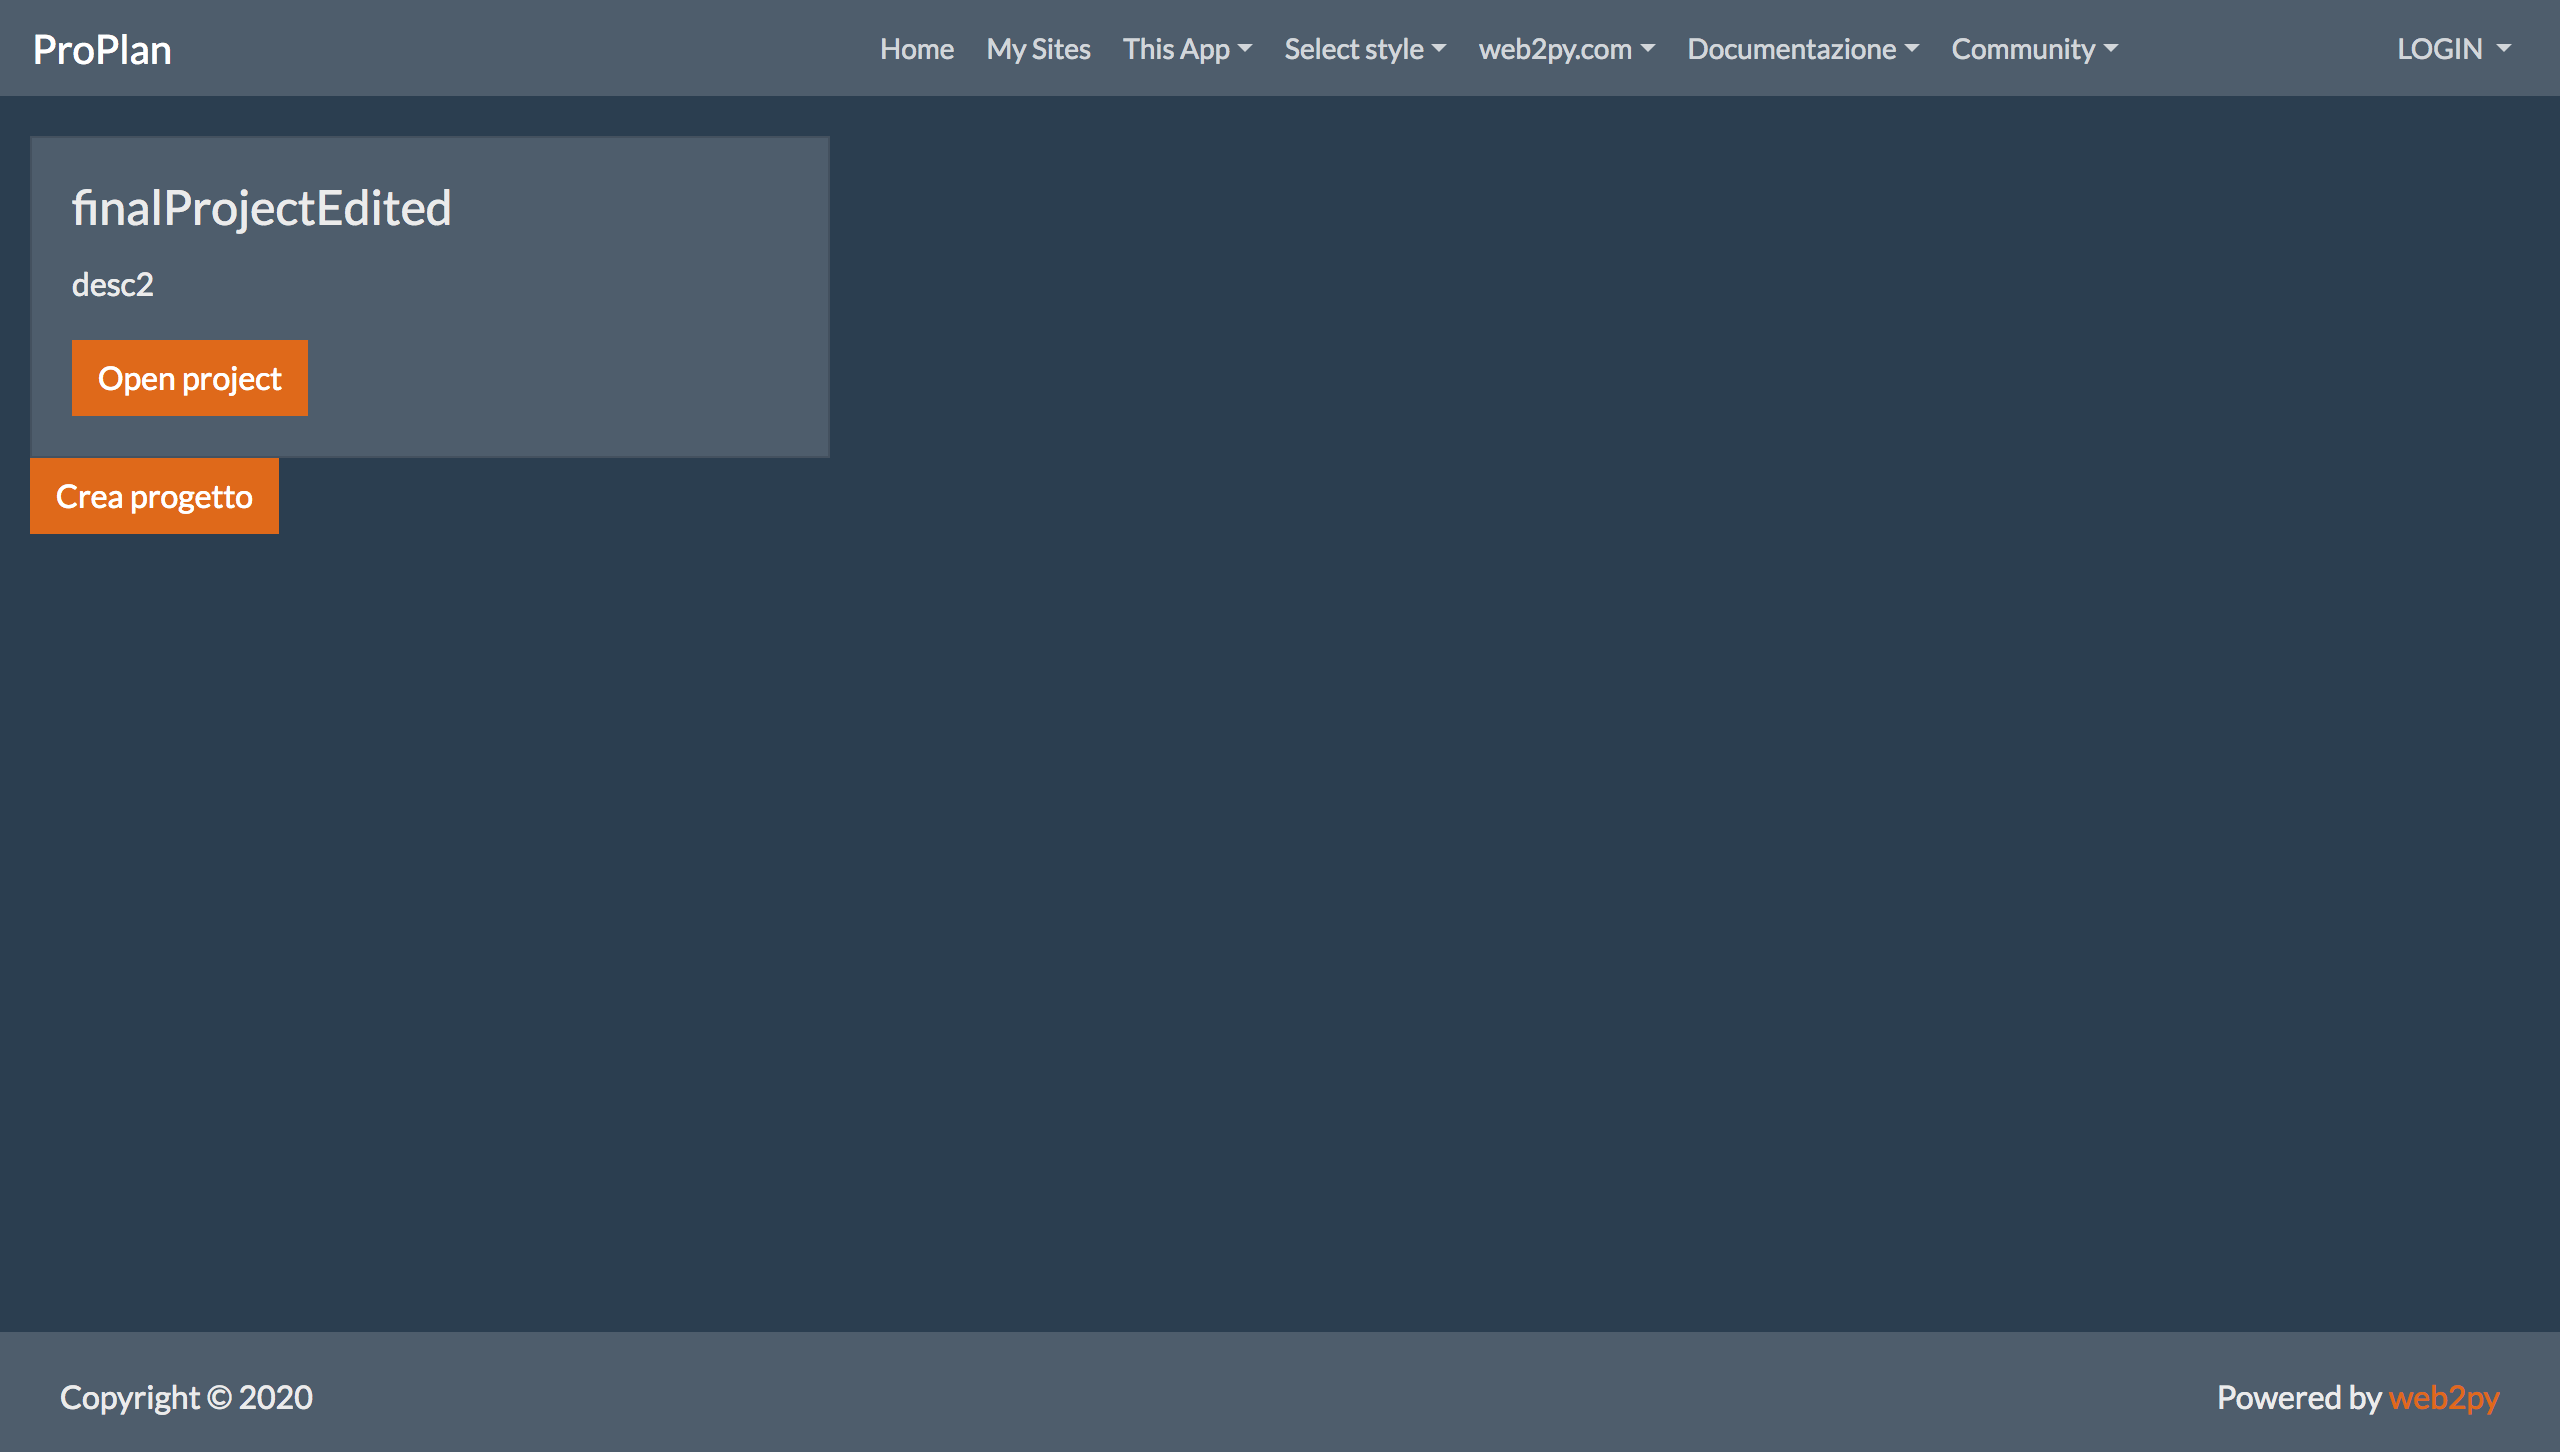 ProPlan Home My Sites This App Select style web2py.com Documentazione Community LOGIN
finalProjectEdited
desc2
Open project
Crea progetto
Copyright © 2020 Powered by web2py